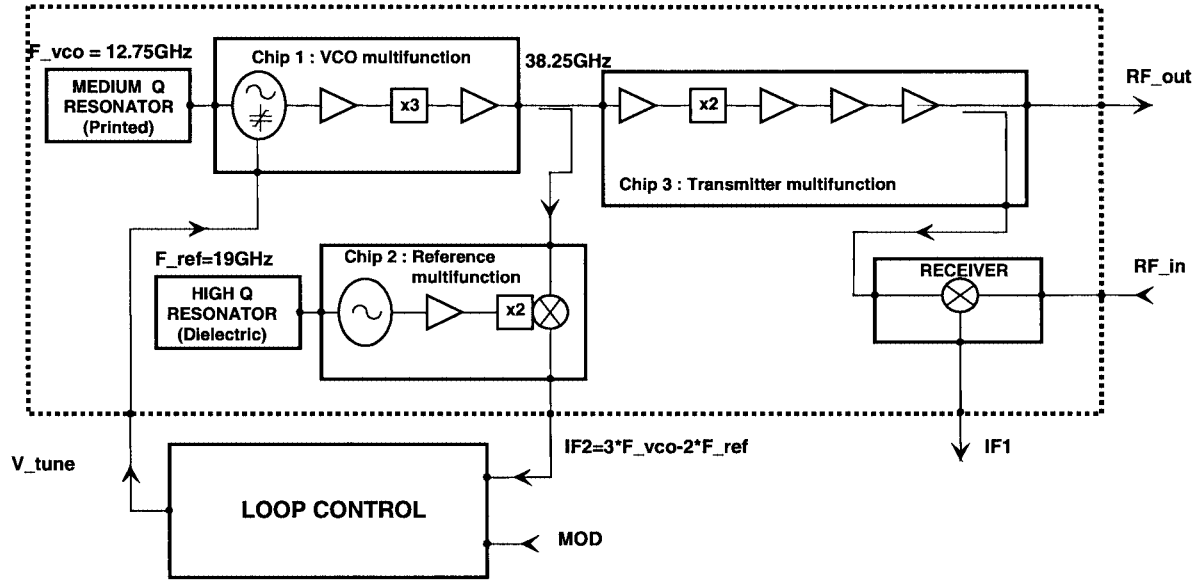 F_vco = 12.75GHz
MEDIUM Q
RESONATOR
(Printed)
Chip 1 : VCO multifunction
x3
38.25GHz
x2
Chip 3 : Transmitter multifunction
RF_out
F_ref=19GHz
HIGH Q
RESONATOR
(Dielectric)
Chip 2 : Reference
multifunction
x2
RECEIVER
RF_in
V_tune
IF2=3*F_vco-2*F_ref
IF1
LOOP CONTROL
MOD